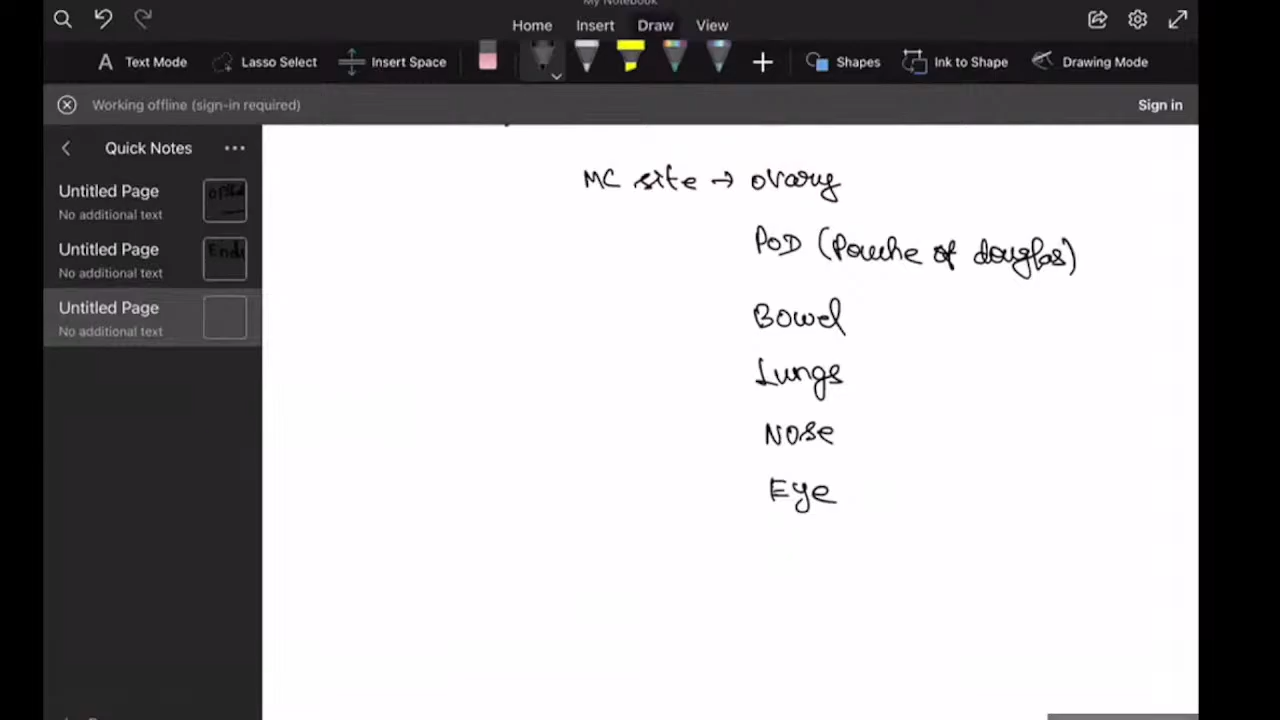 My Notebook
Home Insert Draw View
Text Mode Lasso Select Insert Space Shapes Ink to Shape Drawing Mode
Working offline (sign-in required) Sign in
Quick Notes
Untitled Page
No additional text
Untitled Page
No additional text
Untitled Page
No additional text
MC site → ovary
POD (Pouche of douglas)
Bowel
Lungs
Nose
Eye